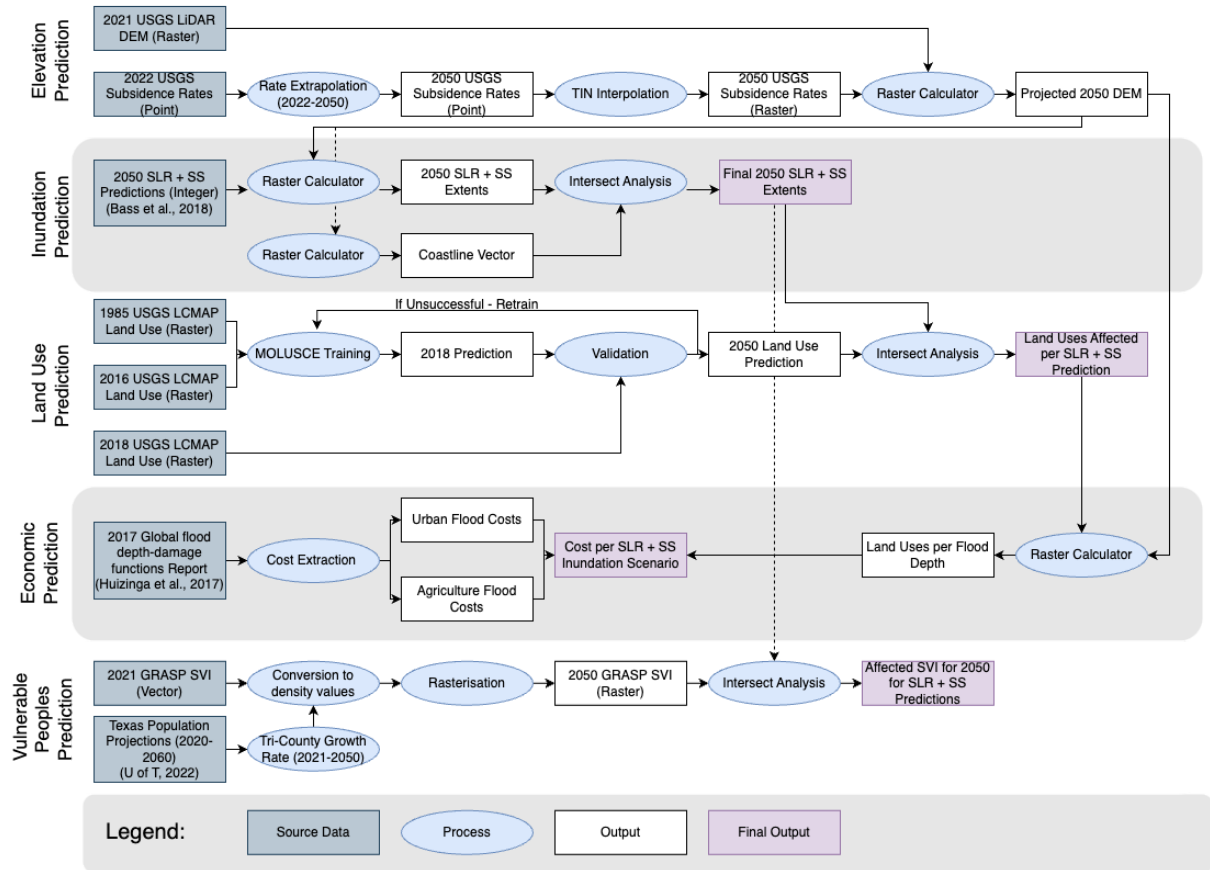 Elevation
Prediction
2021 USGS LiDAR
DEM (Raster)
2022 USGS
Subsidence Rates
(Point)
Rate Extrapolation
(2022-2050)
2050 USGS
Subsidence Rates
(Point)
TIN Interpolation
2050 USGS
Subsidence Rates
(Raster)
Raster Calculator
Projected 2050 DEM
Inundation
Prediction
2050 SLR + SS
Predictions (Integer)
(Bass et al., 2018)
Raster Calculator
2050 SLR + SS
Extents
Intersect Analysis
Final 2050 SLR + SS
Extents
Raster Calculator
Coastline Vector
Land Use
Prediction
1985 USGS LCMAP
Land Use (Raster)
If Unsuccessful - Retrain
MOLUSCE Training
2018 Prediction
Validation
2050 Land Use
Prediction
Intersect Analysis
Land Uses Affected
per SLR + SS
Prediction
2016 USGS LCMAP
Land Use (Raster)
2018 USGS LCMAP
Land Use (Raster)
Economic
Prediction
2017 Global flood
depth-damage
functions Report
(Huizinga et al., 2017)
Cost Extraction
Urban Flood Costs
Agriculture Flood
Costs
Cost per SLR + SS
Inundation Scenario
Land Uses per Flood
Depth
Raster Calculator
Vulnerable
Peoples
Prediction
2021 GRASP SVI
(Vector)
Conversion to
density values
Rasterisation
2050 GRASP SVI
(Raster)
Intersect Analysis
Affected SVI for 2050
for SLR + SS
Predictions
Texas Population
Projections (2020-
2060)
(U of T, 2022)
Tri-County Growth
Rate (2021-2050)
Legend:
Source Data
Process
Output
Final Output